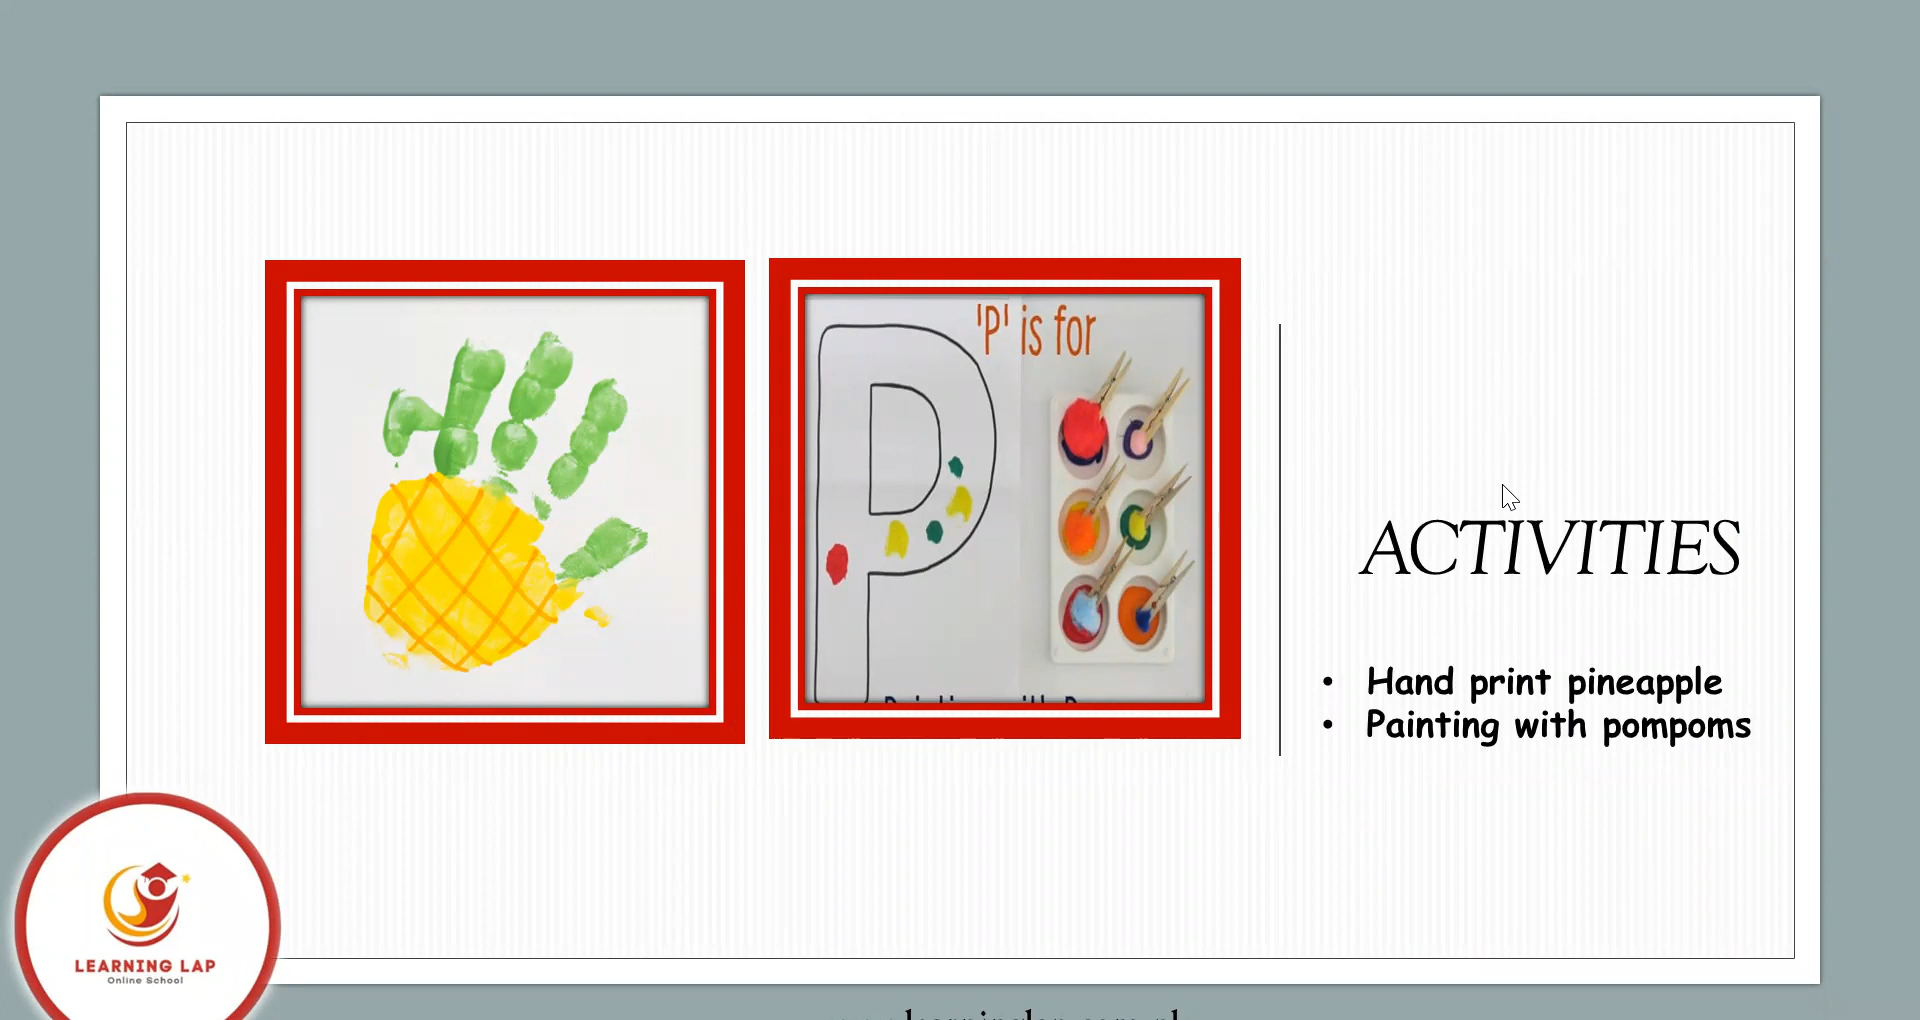 'P' is for
ACTIVITIES
• Hand print pineapple
• Painting with pompoms
LEARNING LAP
Online School